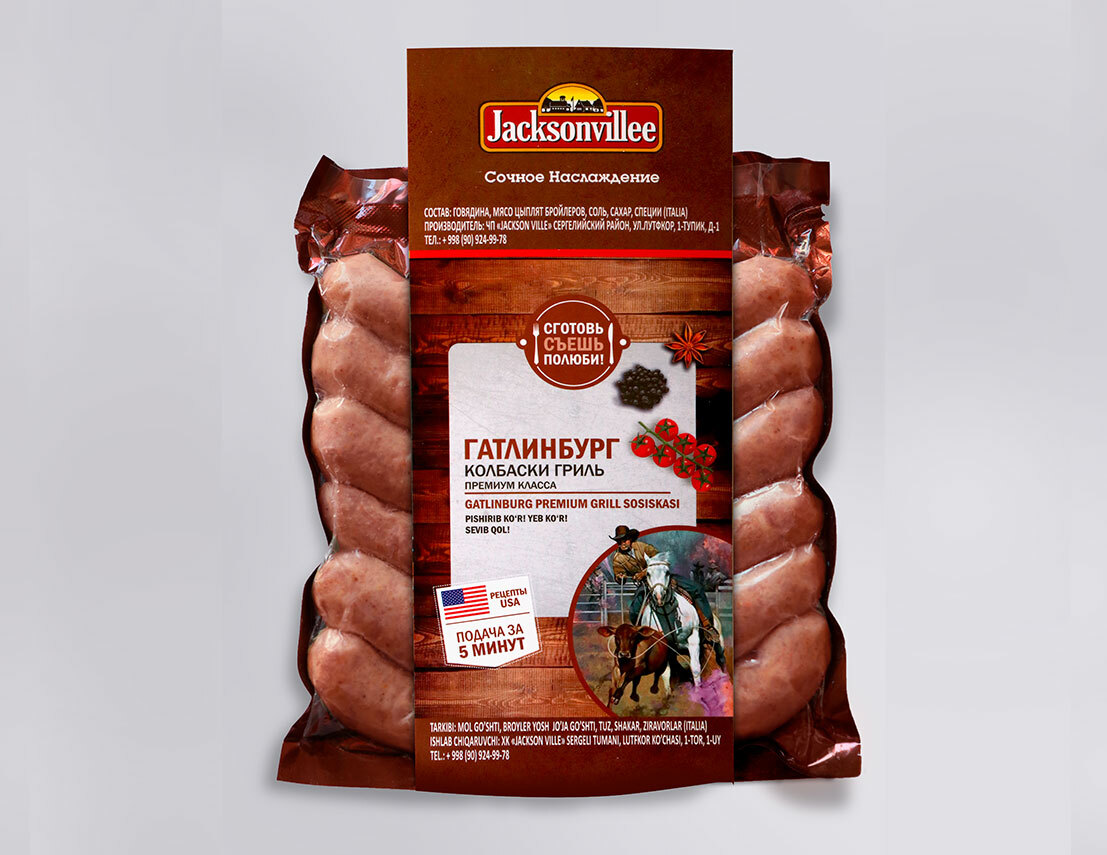 Jacksonvillee
Сочное Наслаждение
СОСТАВ: ГОВЯДИНА, МЯСО ЦЫПЛЯТ БРОЙЛЕРОВ, СОЛЬ, САХАР, СПЕЦИИ (ITALIA)
ПРОИЗВОДИТЕЛЬ: ЧП «JACKSON VILLE» СЕРГЕЛИЙСКИЙ РАЙОН, УЛ.ЛУТФКОР, 1-ТУПИК, Д-1
ТЕЛ.: + 998 (90) 924-99-78
СГОТОВЬ
СЪЕШЬ
ПОЛЮБИ!
ГАТЛИНБУРГ
КОЛБАСКИ ГРИЛЬ
ПРЕМИУМ КЛАССА
GATLINBURG PREMIUM GRILL SOSISKASI
PISHIRIB KO‘R! YEB KO‘R!
SEVIB QOL!
РЕЦЕПТЫ
USA
ПОДАЧА ЗА
5 МИНУТ
TARKIBI: MOL GO'SHTI, BROYLER YOSH JO'JA GO'SHTI, TUZ, SHAKAR, ZIRAVORLAR (ITALIA)
ISHLAB CHIQARUVCHI: XK «JACKSON VILLE» SERGELI TUMANI, LUTFKOR KO'CHASI, 1-TOR, 1-UY
TEL.: + 998 (90) 924-99-78